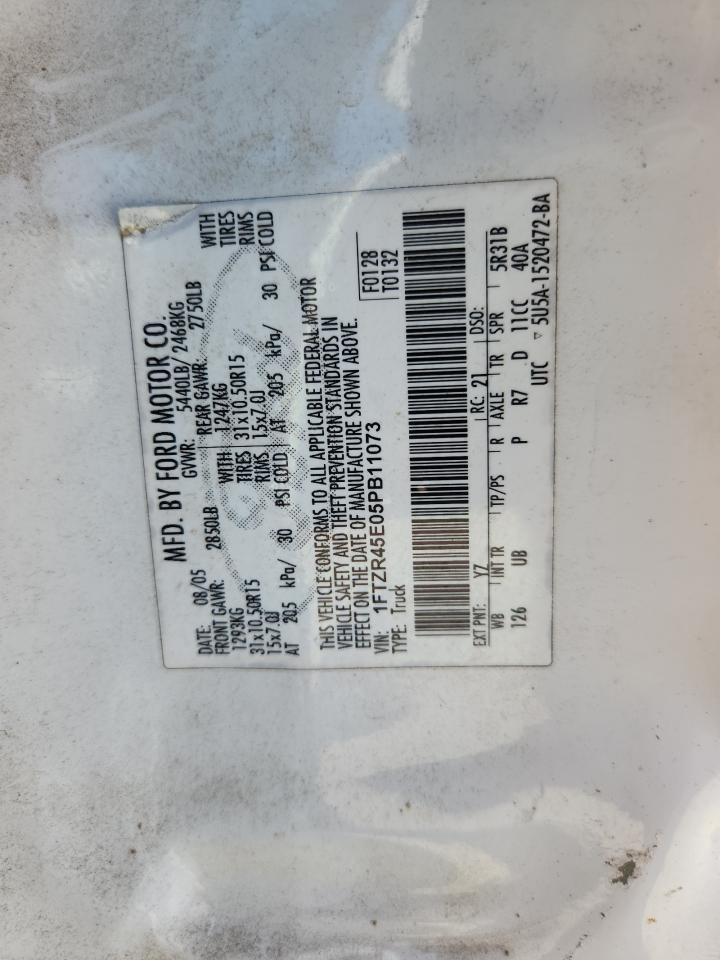 MFD. BY FORD MOTOR CO.
DATE: 08/05 GVWR: 5440LB/ 2468KG
FRONT GAWR: 2850LB REAR GAWR: 2750LB
1293KG WITH 1247KG WITH
31x10.50R15 TIRES 31x10.50R15 TIRES
15x7.0J RIMS 15x7.0J RIMS
AT 205 kPa/ 30 PSI COLD AT 205 kPa/ 30 PSI COLD
THIS VEHICLE CONFORMS TO ALL APPLICABLE FEDERAL MOTOR
VEHICLE SAFETY AND THEFT PREVENTION STANDARDS IN
EFFECT ON THE DATE OF MANUFACTURE SHOWN ABOVE.
VIN: 1FTZR45E05PB11073 F0128
TYPE: Truck T0132
EXT PNT: YZ RC: 21 DSO:
WB INT TR TP/PS R AXLE TR SPR 5R31B
126 UB P R7 D 11CC 40A
UTC ▽ 5U5A-1520472-BA